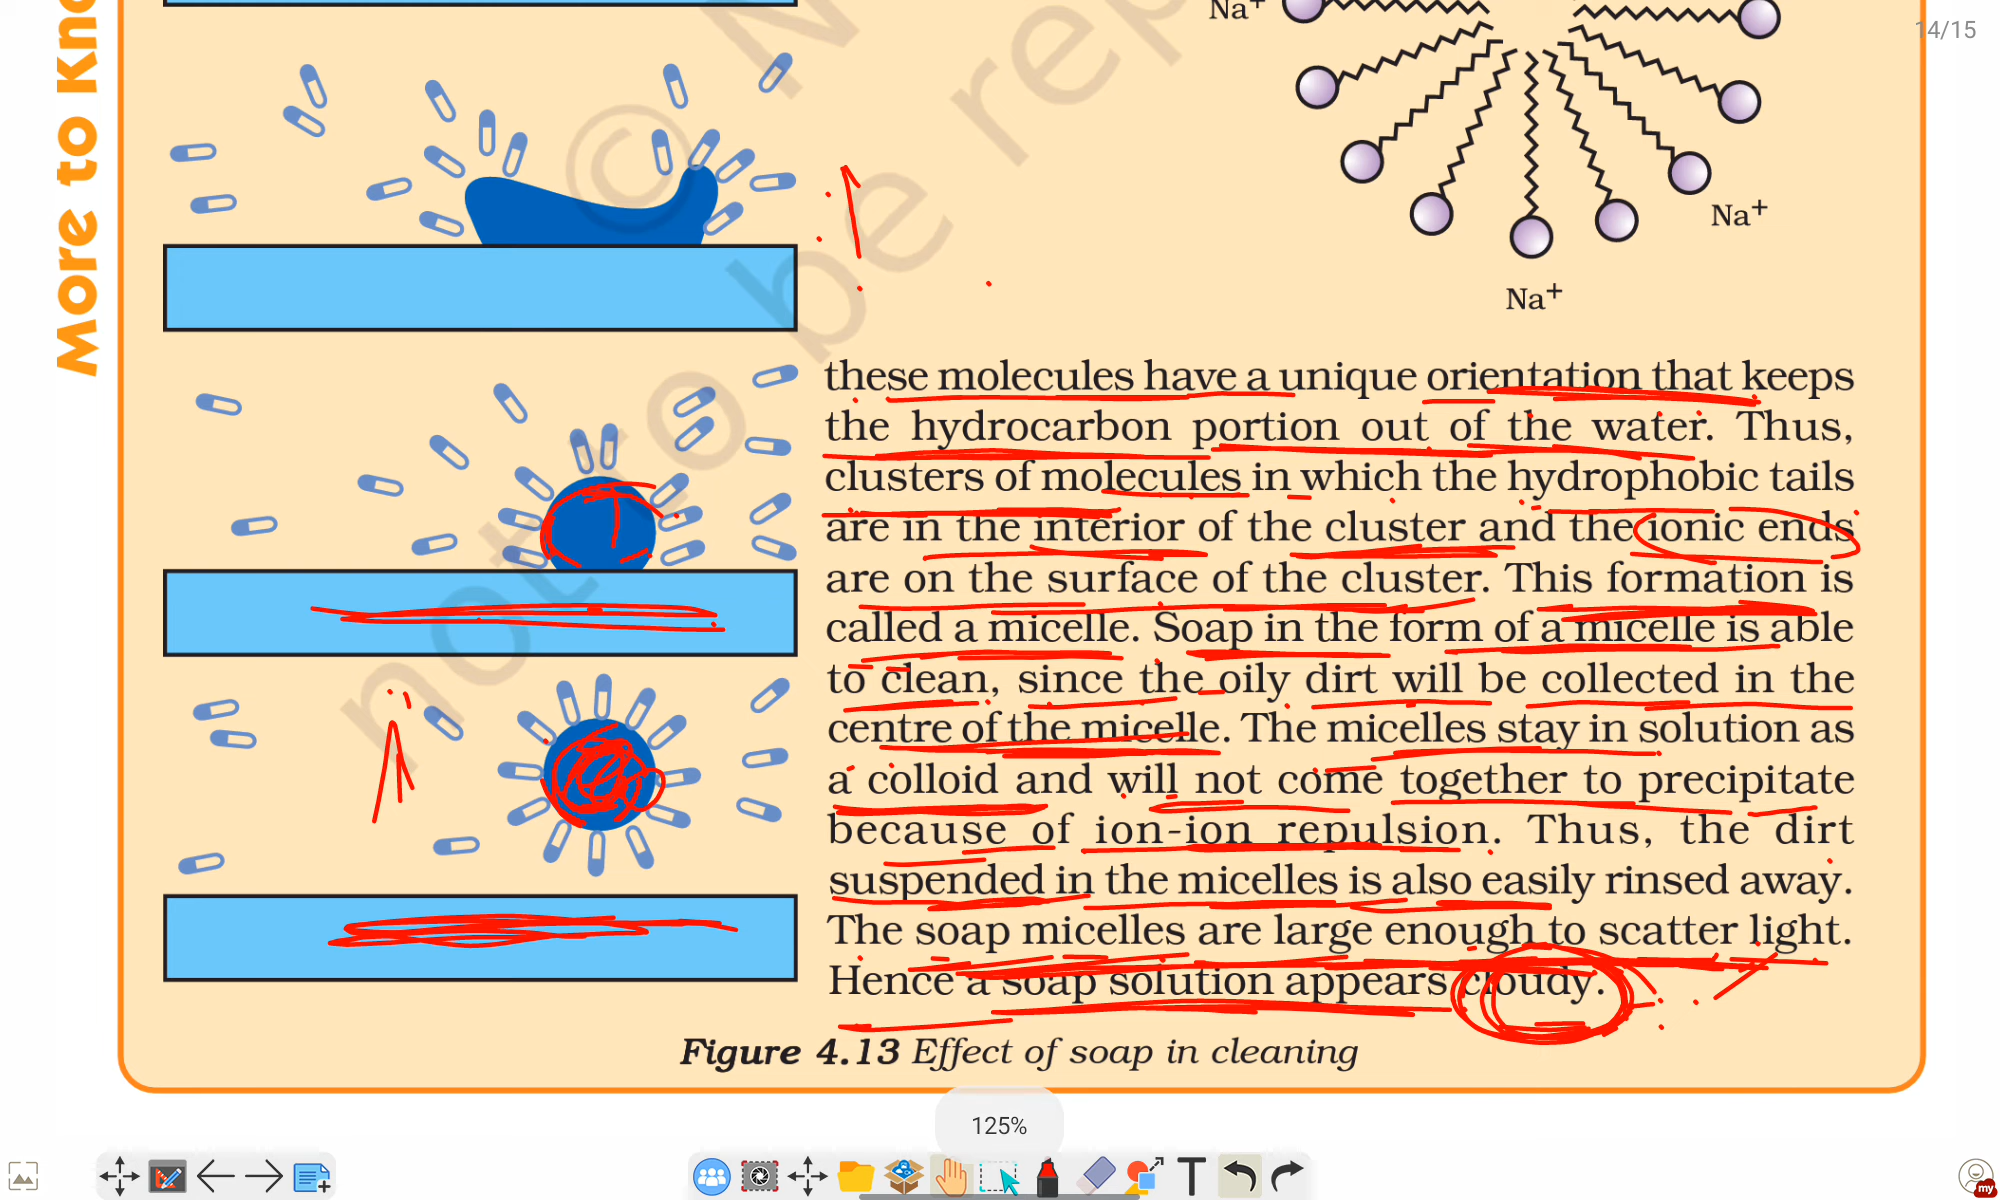 More to Kno
14/15
© N
not to be rep
Na⁺
Na⁺
Na⁺
these molecules have a unique orientation that keeps
the hydrocarbon portion out of the water. Thus,
clusters of molecules in which the hydrophobic tails
are in the interior of the cluster and the ionic ends
are on the surface of the cluster. This formation is
called a micelle. Soap in the form of a micelle is able
to clean, since the oily dirt will be collected in the
centre of the micelle. The micelles stay in solution as
a colloid and will not come together to precipitate
because of ion-ion repulsion. Thus, the dirt
suspended in the micelles is also easily rinsed away.
The soap micelles are large enough to scatter light.
Hence a soap solution appears cloudy.
Figure 4.13 Effect of soap in cleaning
125%
T
my